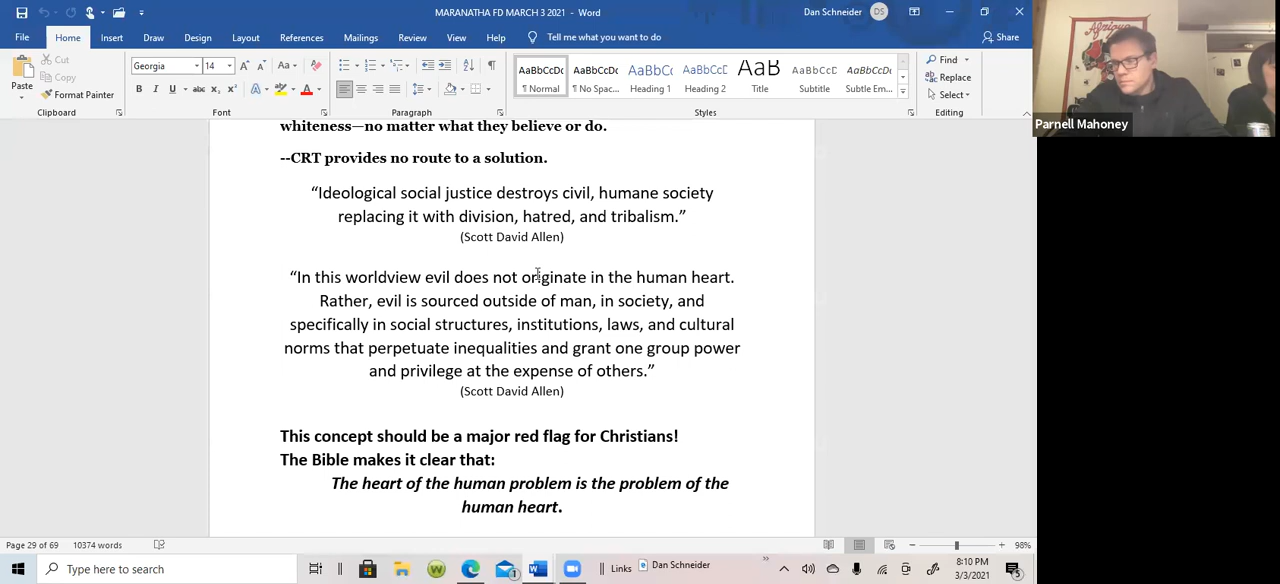 MARANATHA FD MARCH 3 2021 - Word
Dan Schneider
DS
File
Home
Insert
Draw
Design
Layout
References
Mailings
Review
View
Help
Tell me what you want to do
Share
Paste
Cut
Copy
Format Painter
Clipboard
Georgia
14
Font
Paragraph
AaBbCcDc
¶ Normal
AaBbCcDc
¶ No Spac...
AaBbCc
Heading 1
AaBbCcD
Heading 2
AaB
Title
AaBbCcD
Subtitle
AaBbCcDc
Subtle Em...
Styles
Find
Replace
Select
Editing
Parnell Mahoney
whiteness—no matter what they believe or do.
--CRT provides no route to a solution.
“Ideological social justice destroys civil, humane society
replacing it with division, hatred, and tribalism.”
(Scott David Allen)
“In this worldview evil does not originate in the human heart.
Rather, evil is sourced outside of man, in society, and
specifically in social structures, institutions, laws, and cultural
norms that perpetuate inequalities and grant one group power
and privilege at the expense of others.”
(Scott David Allen)
This concept should be a major red flag for Christians!
The Bible makes it clear that:
The heart of the human problem is the problem of the
human heart.
Page 29 of 69
10374 words
98%
Type here to search
Links
Dan Schneider
8:10 PM
3/3/2021